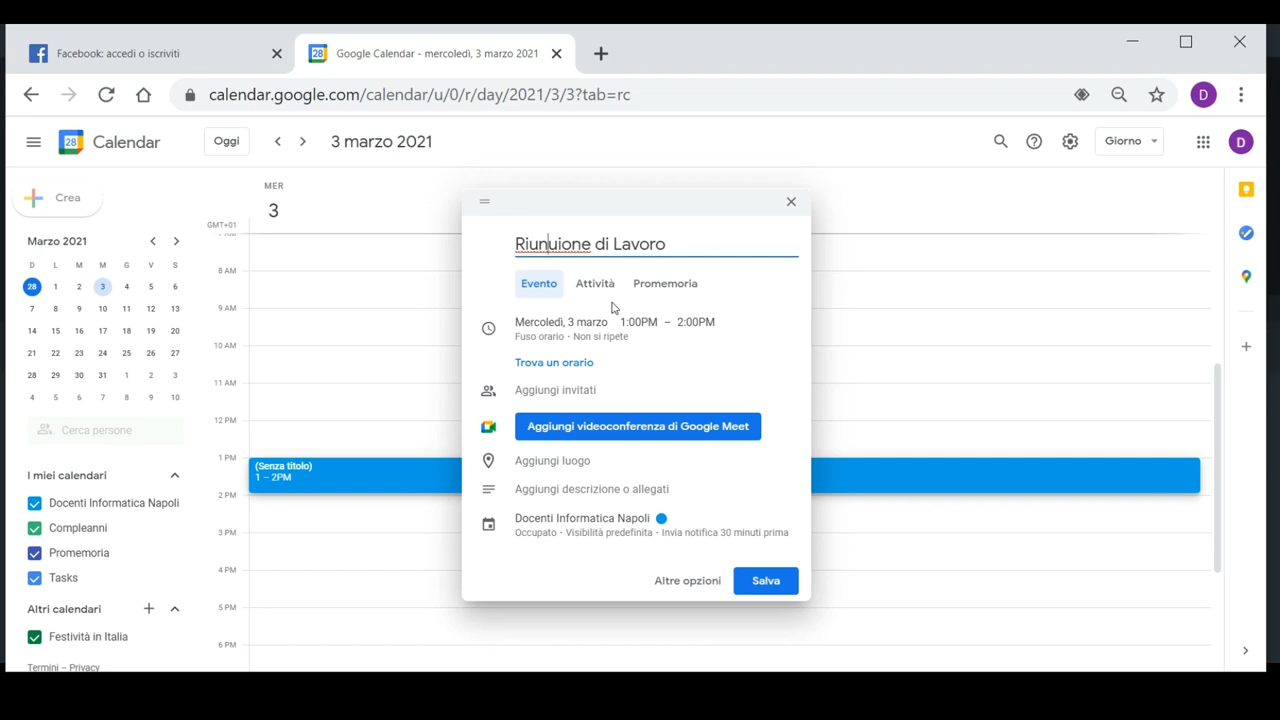 Facebook: accedi o iscriviti
28 Google Calendar - mercoledì, 3 marzo 2021
calendar.google.com/calendar/u/0/r/day/2021/3/3?tab=rc
D
28 Calendar
Oggi
3 marzo 2021
Giorno
D
Crea
MER
3
GMT+01
Marzo 2021
D L M M G V S
28 1 2 3 4 5 6
7 8 9 10 11 12 13
14 15 16 17 18 19 20
21 22 23 24 25 26 27
28 29 30 31 1 2 3
4 5 6 7 8 9 10
Cerca persone
I miei calendari
Docenti Informatica Napoli
Compleanni
Promemoria
Tasks
Altri calendari
Festività in Italia
Termini – Privacy
8 AM
9 AM
10 AM
11 AM
12 PM
1 PM
2 PM
3 PM
4 PM
5 PM
6 PM
(Senza titolo)
1 – 2PM
Riunuione di Lavoro
Evento Attività Promemoria
Mercoledì, 3 marzo 1:00PM – 2:00PM
Fuso orario · Non si ripete
Trova un orario
Aggiungi invitati
Aggiungi videoconferenza di Google Meet
Aggiungi luogo
Aggiungi descrizione o allegati
Docenti Informatica Napoli
Occupato · Visibilità predefinita · Invia notifica 30 minuti prima
Altre opzioni Salva